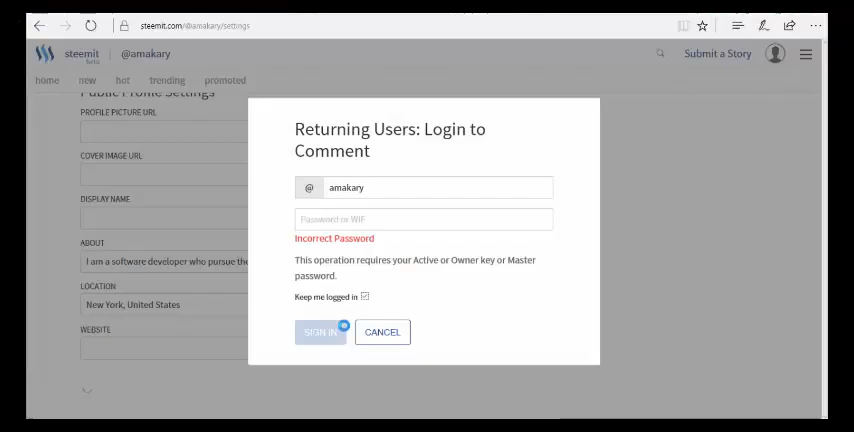 steemit.com/@amakary/settings
steemit
beta
@amakary
Submit a Story
home new hot trending promoted
Public Profile Settings
PROFILE PICTURE URL
COVER IMAGE URL
DISPLAY NAME
ABOUT
I am a software developer who pursue the
LOCATION
New York, United States
WEBSITE
Returning Users: Login to
Comment
@ amakary
Password or WIF
Incorrect Password
This operation requires your Active or Owner key or Master
password.
Keep me logged in
SIGN IN
CANCEL